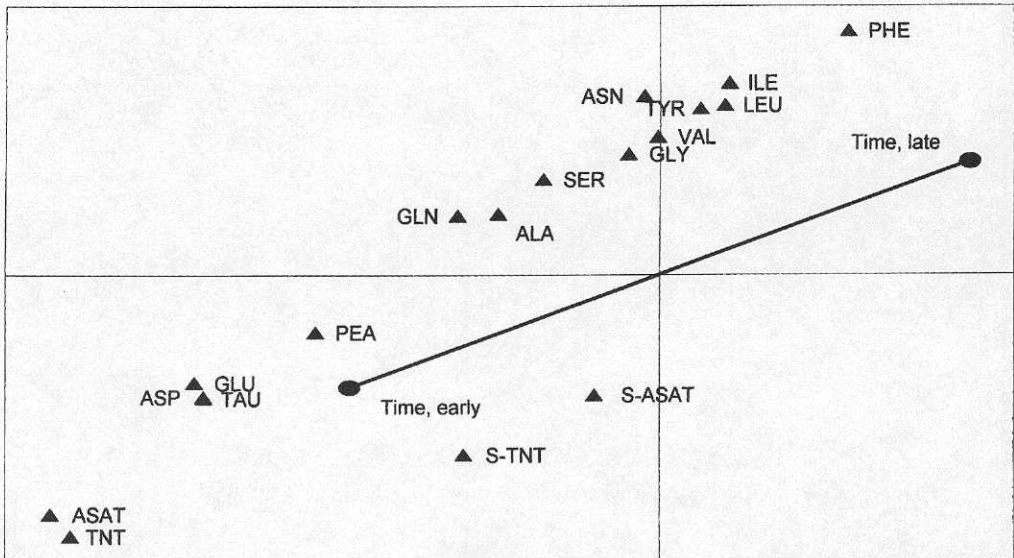 PHE
ILE
ASN
TYR
LEU
VAL
Time, late
GLY
SER
GLN
ALA
PEA
GLU
ASP
TAU
Time, early
S-ASAT
S-TNT
ASAT
TNT